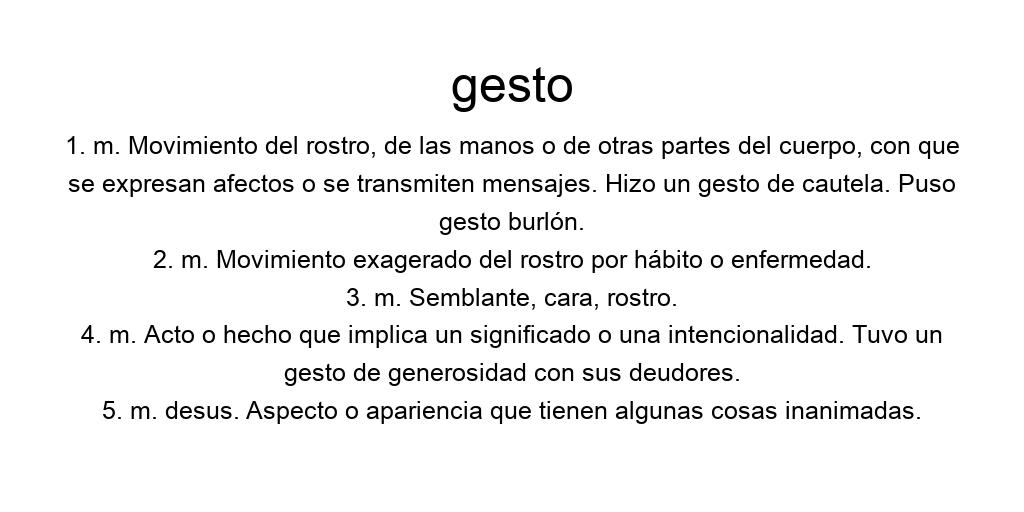 gesto
1. m. Movimiento del rostro, de las manos o de otras partes del cuerpo, con que
se expresan afectos o se transmiten mensajes. Hizo un gesto de cautela. Puso
gesto burlón.
2. m. Movimiento exagerado del rostro por hábito o enfermedad.
3. m. Semblante, cara, rostro.
4. m. Acto o hecho que implica un significado o una intencionalidad. Tuvo un
gesto de generosidad con sus deudores.
5. m. desus. Aspecto o apariencia que tienen algunas cosas inanimadas.